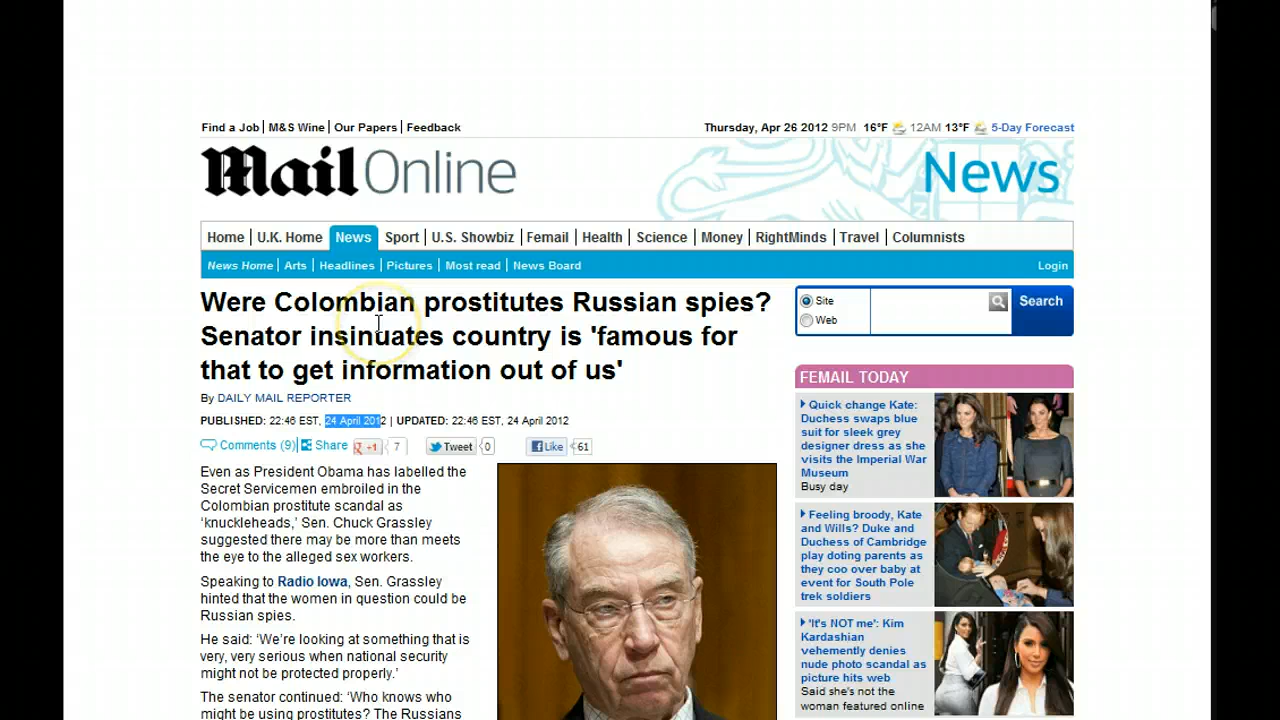 Find a Job | M&S Wine | Our Papers | Feedback
Thursday, Apr 26 2012 9PM 16°F 12AM 13°F 5-Day Forecast
Mail Online
News
Home | U.K. Home | News | Sport | U.S. Showbiz | Femail | Health | Science | Money | RightMinds | Travel | Columnists
News Home | Arts | Headlines | Pictures | Most read | News Board
Login
Were Colombian prostitutes Russian spies?
Senator insinuates country is 'famous for
that to get information out of us'
By DAILY MAIL REPORTER
PUBLISHED: 22:46 EST, 24 April 2012 | UPDATED: 22:46 EST, 24 April 2012
Comments (9) | Share +1 7 Tweet 0 Like 61
Even as President Obama has labelled the
Secret Servicemen embroiled in the
Colombian prostitute scandal as
‘knuckleheads,’ Sen. Chuck Grassley
suggested there may be more than meets
the eye to the alleged sex workers.
Speaking to Radio Iowa, Sen. Grassley
hinted that the women in question could be
Russian spies.
He said: ‘We’re looking at something that is
very, very serious when national security
might not be protected properly.’
The senator continued: ‘Who knows who
might be using prostitutes? The Russians
Site
Web
Search
FEMAIL TODAY
Quick change Kate:
Duchess swaps blue
suit for sleek grey
designer dress as she
visits the Imperial War
Museum
Busy day
Feeling broody, Kate
and Wills? Duke and
Duchess of Cambridge
play doting parents as
they coo over baby at
event for South Pole
trek soldiers
'It's NOT me': Kim
Kardashian
vehemently denies
nude photo scandal as
picture hits web
Said she's not the
woman featured online